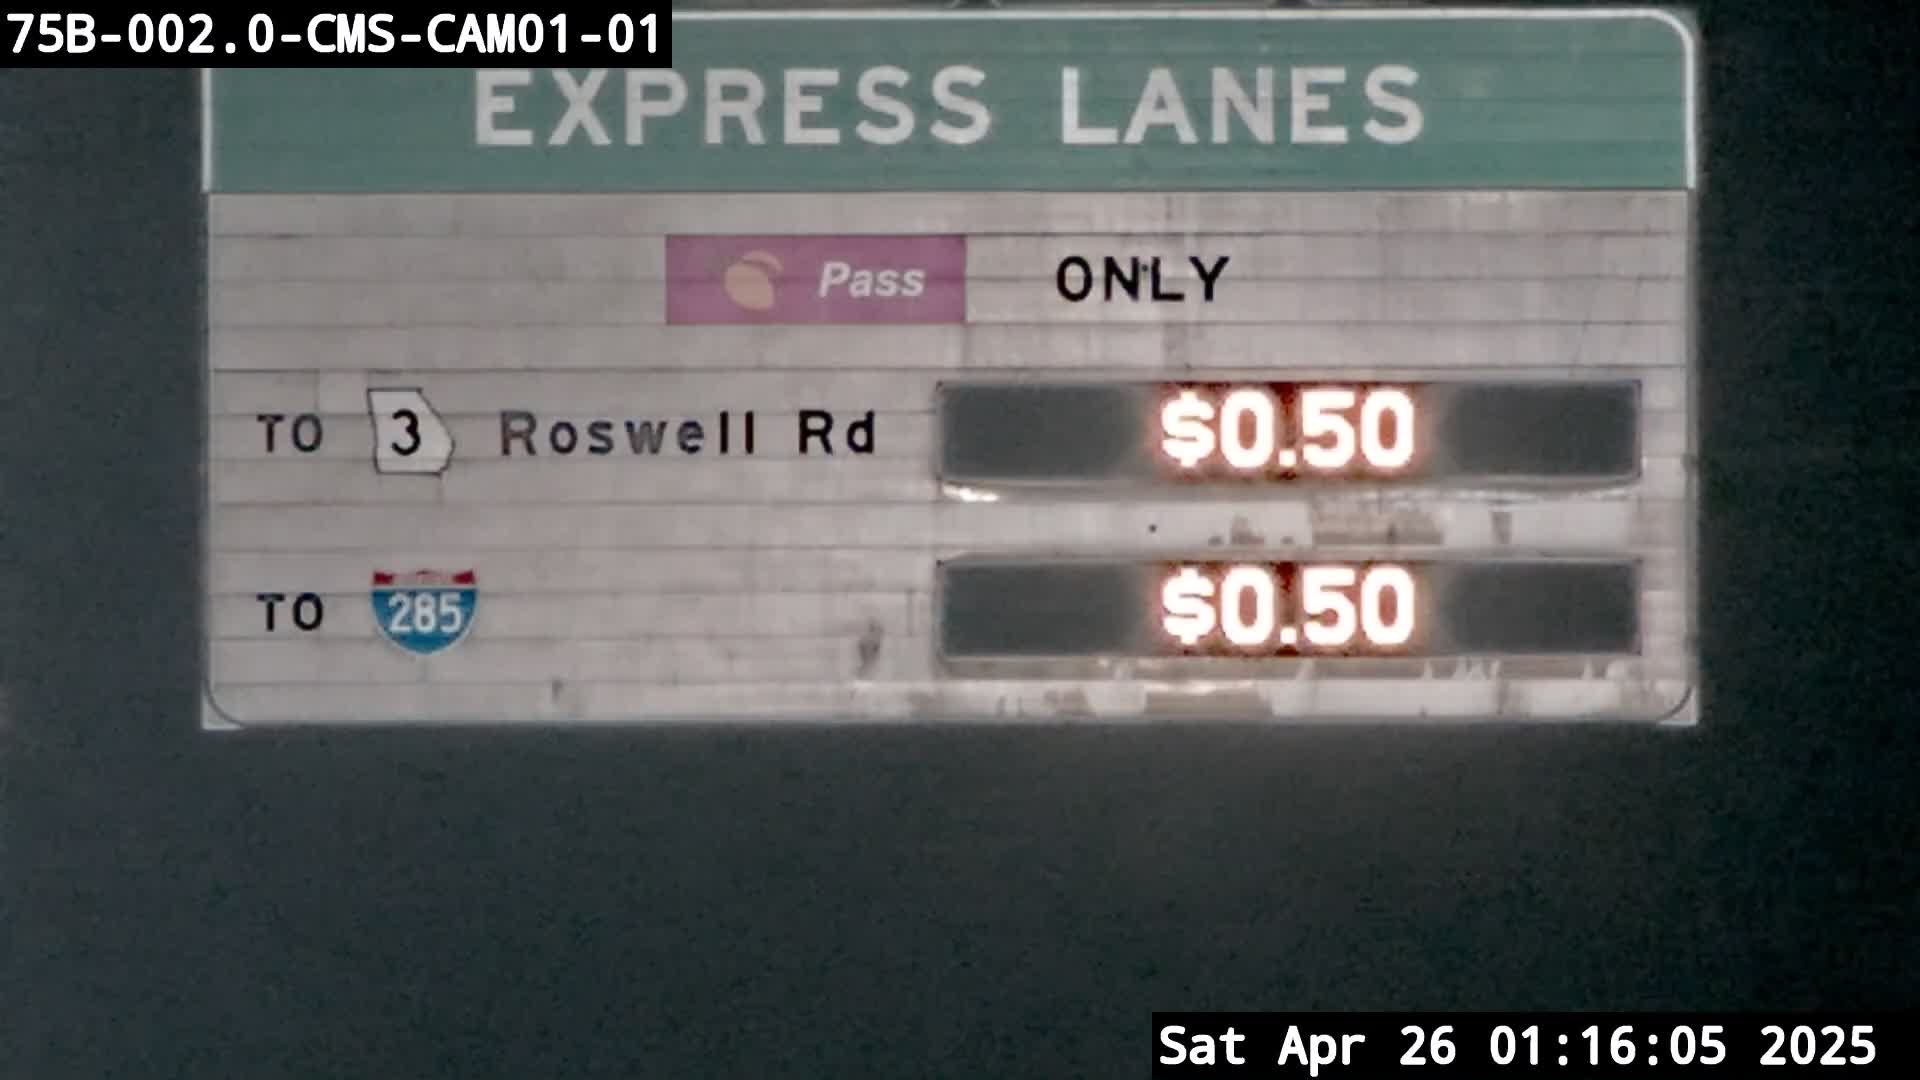 75B-002.0-CMS-CAM01-01
EXPRESS LANES
Pass ONLY
TO 3 Roswell Rd $0.50
TO 285 $0.50
Sat Apr 26 01:16:05 2025